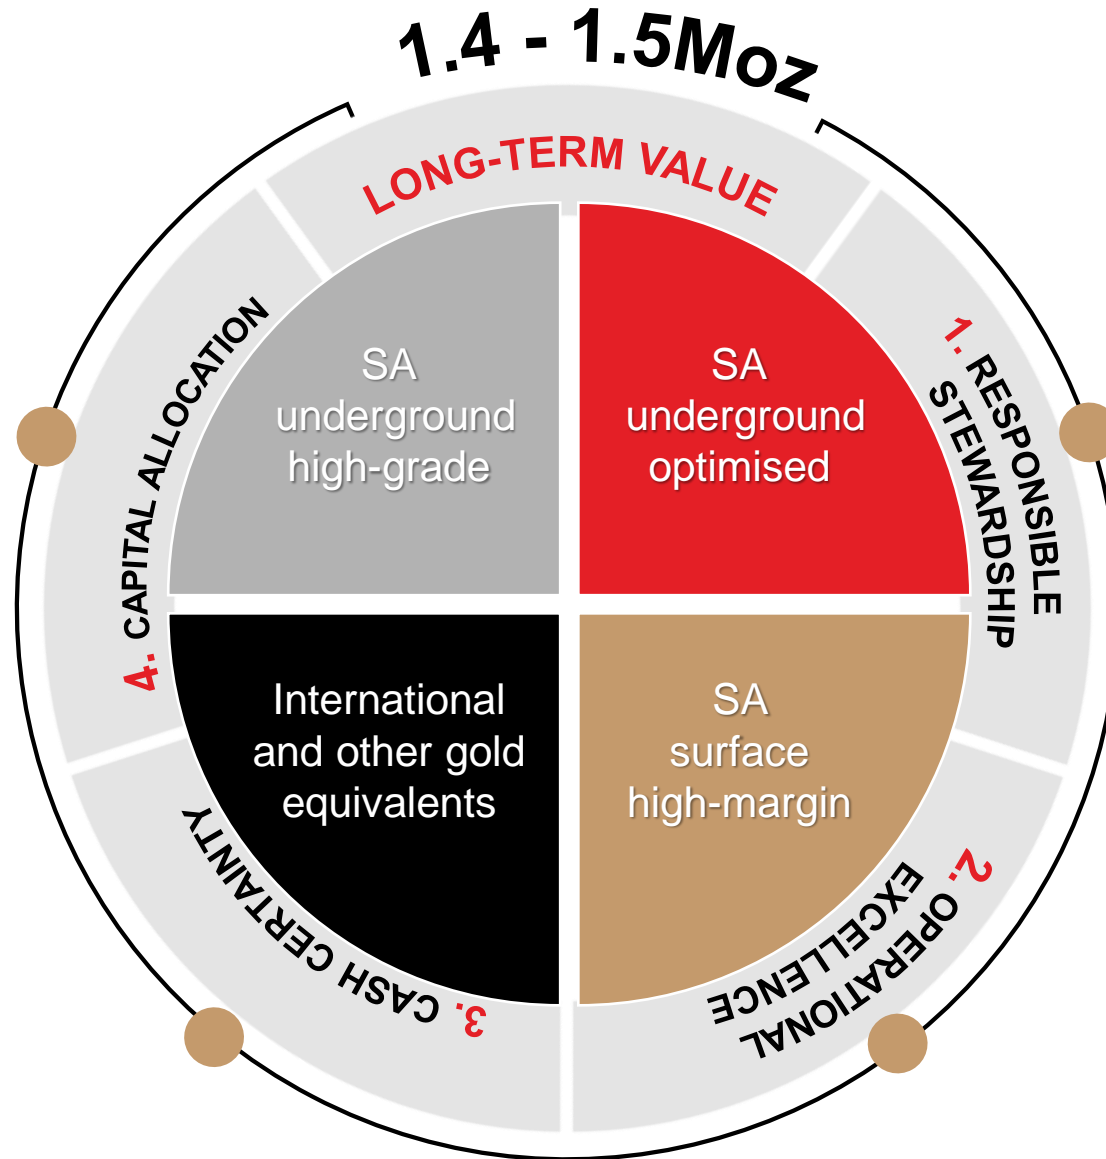 1.4 - 1.5Moz
LONG-TERM VALUE
1. RESPONSIBLE
STEWARDSHIP
2. OPERATIONAL
EXCELLENCE
3. CASH CERTAINTY
4. CAPITAL ALLOCATION
SA
underground
high-grade
SA
underground
optimised
International
and other gold
equivalents
SA
surface
high-margin